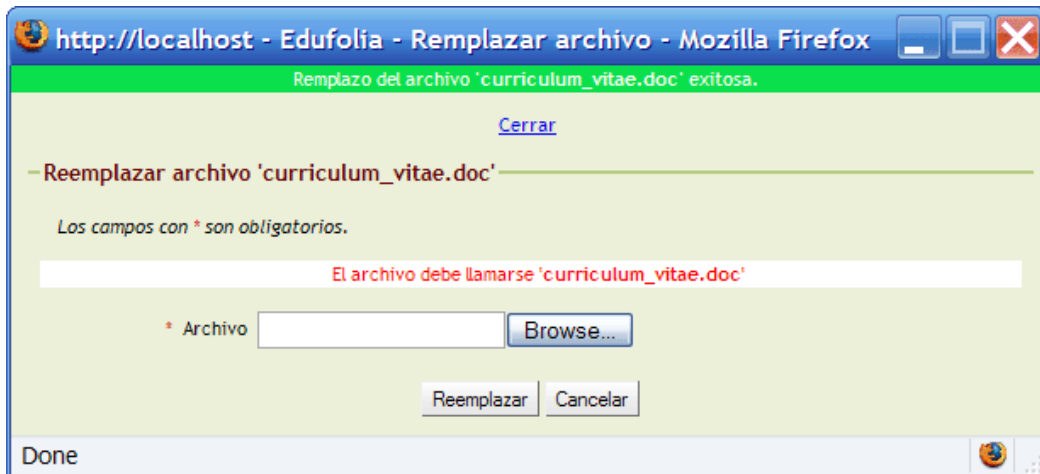 http://localhost - Edufolia - Remplazar archivo - Mozilla Firefox
Remplazo del archivo 'curriculum_vitae.doc' exitosa.
Cerrar
Reemplazar archivo 'curriculum_vitae.doc'
Los campos con * son obligatorios.
El archivo debe llamarse 'curriculum_vitae.doc'
* Archivo Browse...
Reemplazar Cancelar
Done